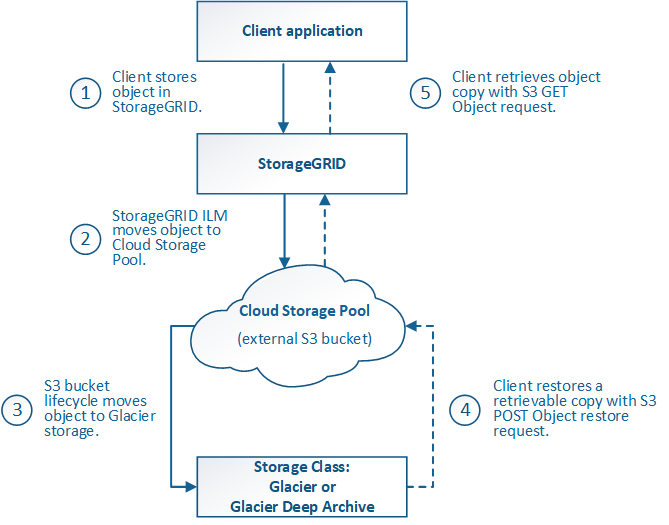 Client application
1
Client stores
object in
StorageGRID.
5
Client retrieves object
copy with S3 GET
Object request.
StorageGRID
2
StorageGRID ILM
moves object to
Cloud Storage
Pool.
Cloud Storage Pool
(external S3 bucket)
3
S3 bucket
lifecycle moves
object to Glacier
storage.
4
Client restores a
retrievable copy with S3
POST Object restore
request.
Storage Class:
Glacier or
Glacier Deep Archive